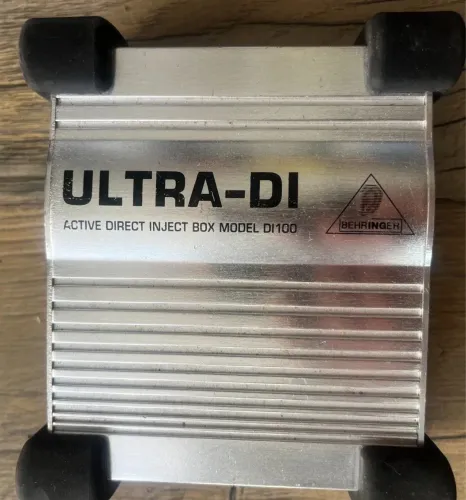 ULTRA-DI
ACTIVE DIRECT INJECT BOX MODEL DI100
BEHRINGER